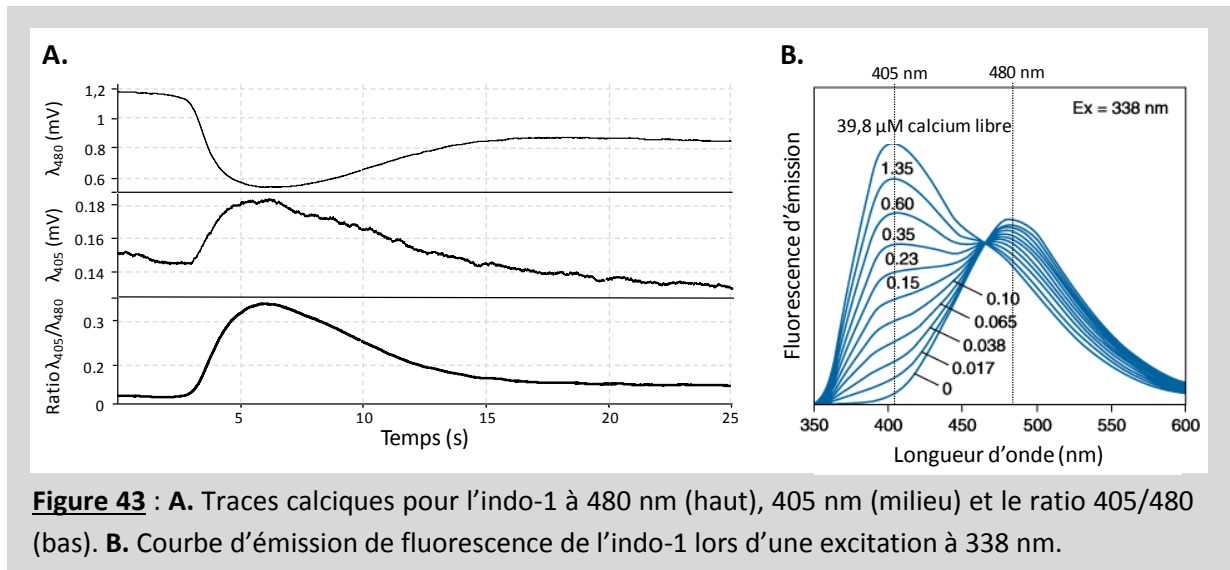 A.
1,2
1
0.8
0.6
λ480 (mV)
0.18
0.16
0.14
λ405 (mV)
0.3
0.2
0
Ratio λ405/λ480
5
10
15
20
25
Temps (s)
B.
405 nm
480 nm
Ex = 338 nm
39,8 µM calcium libre
1.35
0.60
0.35
0.23
0.15
0.10
0.065
0.038
0.017
0
Fluorescence d’émission
350
400
450
500
550
600
Longueur d’onde (nm)
Figure 43 : A. Traces calciques pour l’indo-1 à 480 nm (haut), 405 nm (milieu) et le ratio 405/480
(bas). B. Courbe d’émission de fluorescence de l’indo-1 lors d’une excitation à 338 nm.